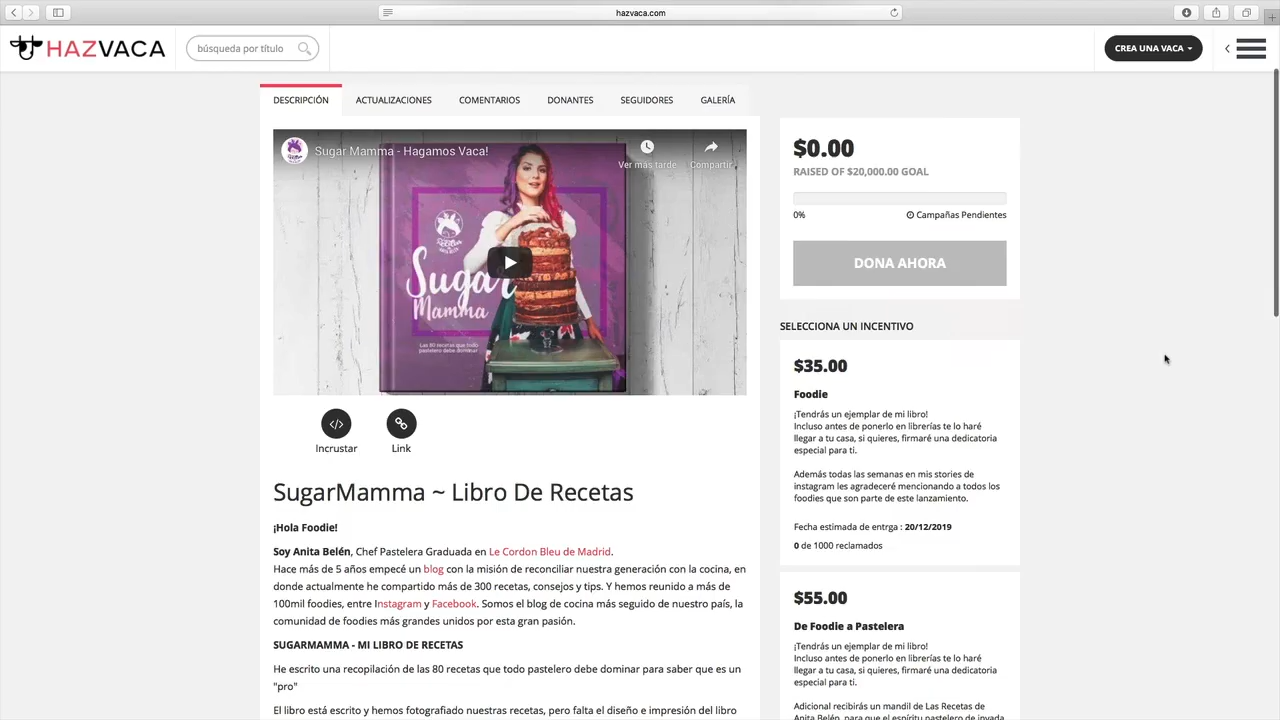 hazvaca.com
HAZVACA
búsqueda por título
CREA UNA VACA
DESCRIPCIÓN
ACTUALIZACIONES
COMENTARIOS
DONANTES
SEGUIDORES
GALERÍA
Sugar Mamma - Hagamos Vaca!
Ver más tarde
Compartir
Sugar
Mamma
Las 80 recetas que todo
pastelero debe dominar
Incrustar
Link
SugarMamma ~ Libro De Recetas
¡Hola Foodie!
Soy Anita Belén, Chef Pastelera Graduada en Le Cordon Bleu de Madrid.
Hace más de 5 años empecé un blog con la misión de reconciliar nuestra generación con la cocina, en
donde actualmente he compartido más de 300 recetas, consejos y tips. Y hemos reunido a más de
100mil foodies, entre Instagram y Facebook. Somos el blog de cocina más seguido de nuestro país, la
comunidad de foodies más grandes unidos por esta gran pasión.
SUGARMAMMA - MI LIBRO DE RECETAS
He escrito una recopilación de las 80 recetas que todo pastelero debe dominar para saber que es un
"pro"
El libro está escrito y hemos fotografiado nuestras recetas, pero falta el diseño e impresión del libro
$0.00
RAISED OF $20,000.00 GOAL
0%
Campañas Pendientes
DONA AHORA
SELECCIONA UN INCENTIVO
$35.00
Foodie
¡Tendrás un ejemplar de mi libro!
Incluso antes de ponerlo en librerías te lo haré
llegar a tu casa, si quieres, firmaré una dedicatoria
especial para ti.
Además todas las semanas en mis stories de
instagram les agradeceré mencionando a todos los
foodies que son parte de este lanzamiento.
Fecha estimada de entrga : 20/12/2019
0 de 1000 reclamados
$55.00
De Foodie a Pastelera
¡Tendrás un ejemplar de mi libro!
Incluso antes de ponerlo en librerías te lo haré
llegar a tu casa, si quieres, firmaré una dedicatoria
especial para ti.
Adicional recibirás un mandil de Las Recetas de
Anita Belén, para que el espíritu pastelero de invada